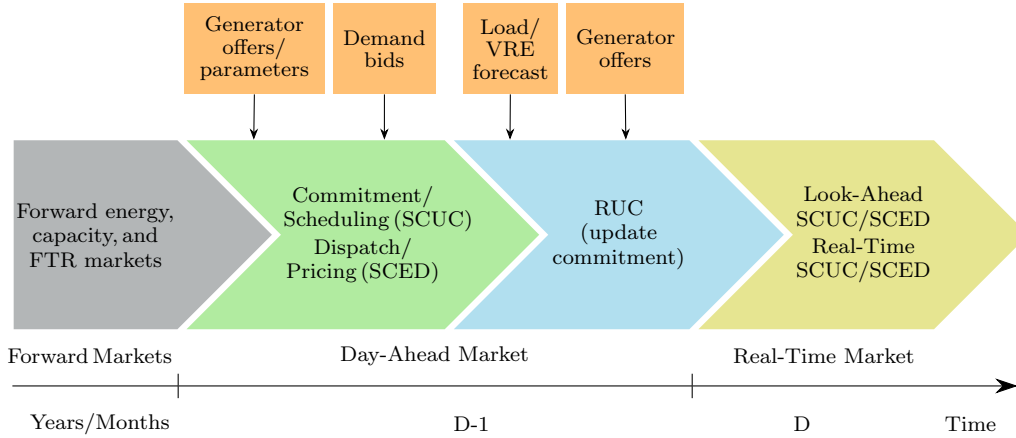 Generator
offers/
parameters
Demand
bids
Load/
VRE
forecast
Generator
offers
Forward energy,
capacity, and
FTR markets
Commitment/
Scheduling (SCUC)
Dispatch/
Pricing (SCED)
RUC
(update
commitment)
Look-Ahead
SCUC/SCED
Real-Time
SCUC/SCED
Forward Markets
Day-Ahead Market
Real-Time Market
Years/Months
D-1
D
Time